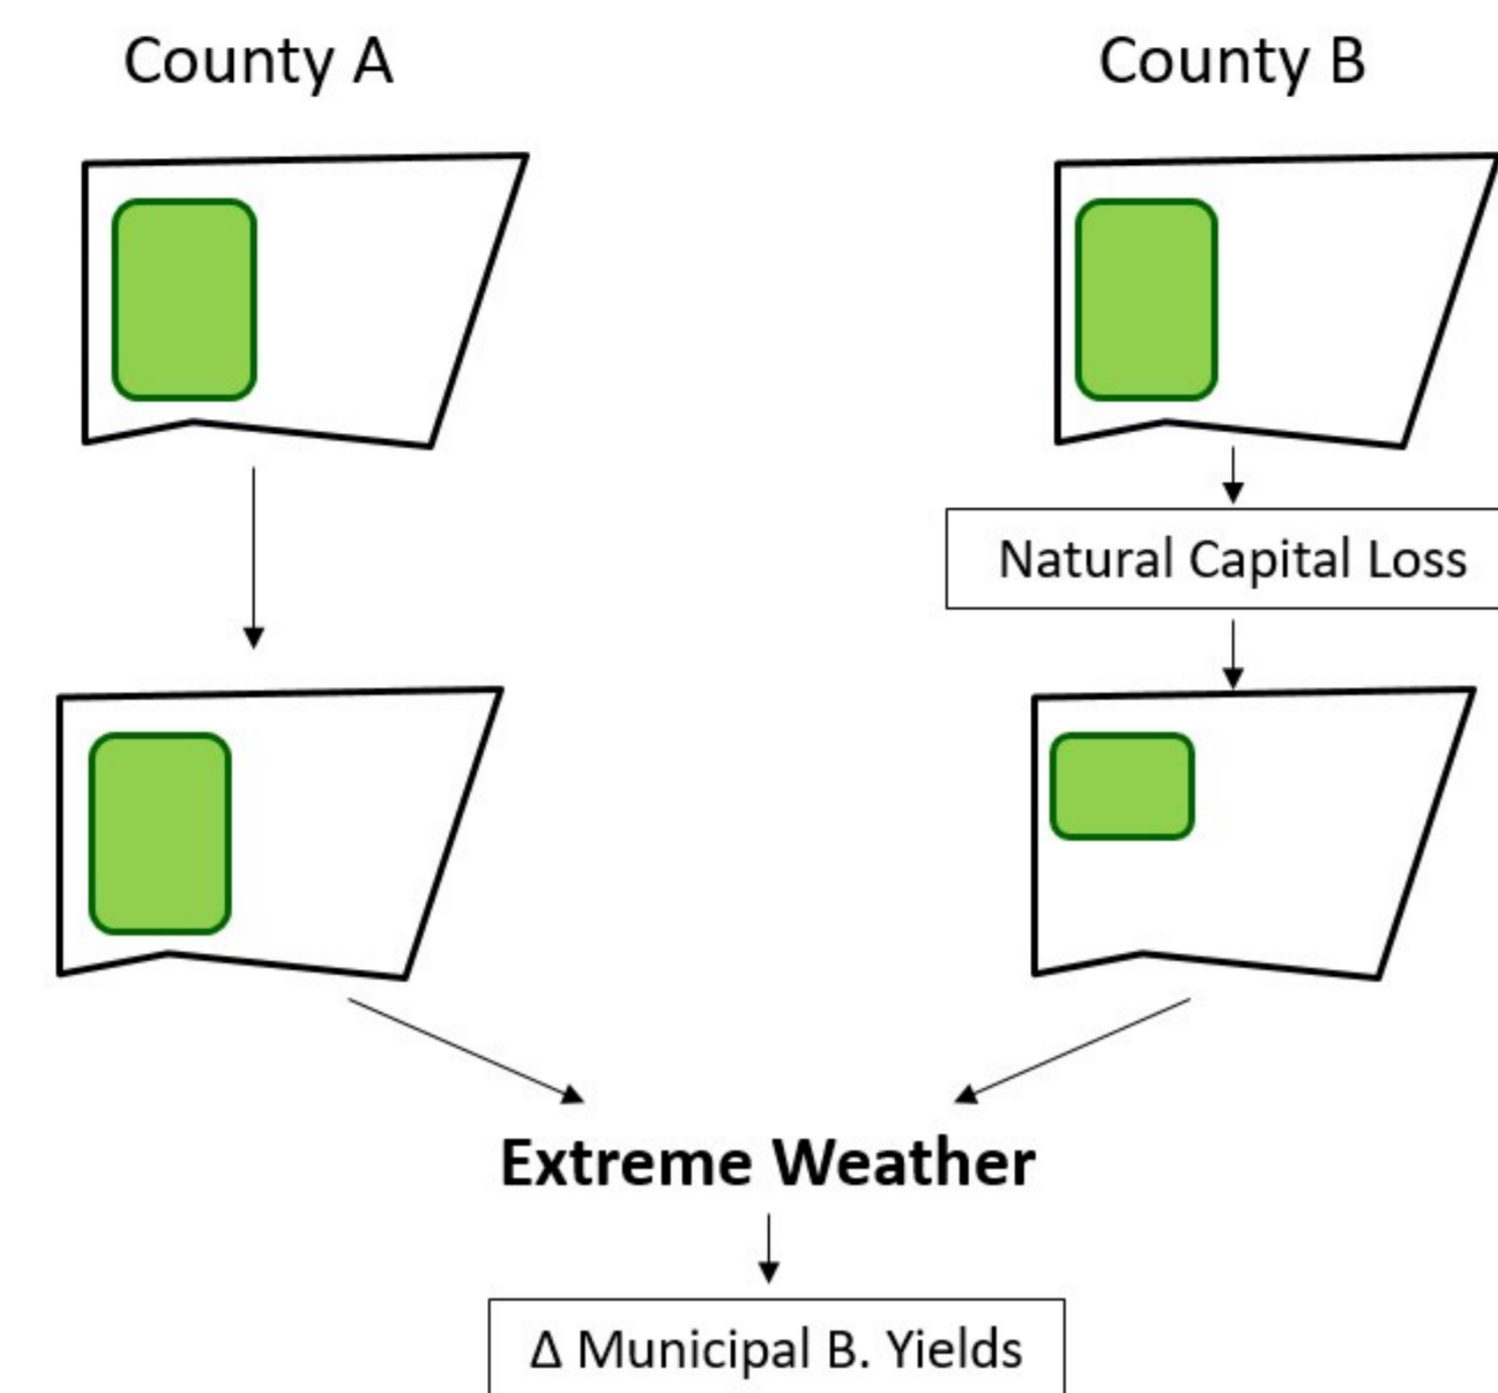 County A
County B
Natural Capital Loss
Extreme Weather
Δ Municipal B. Yields